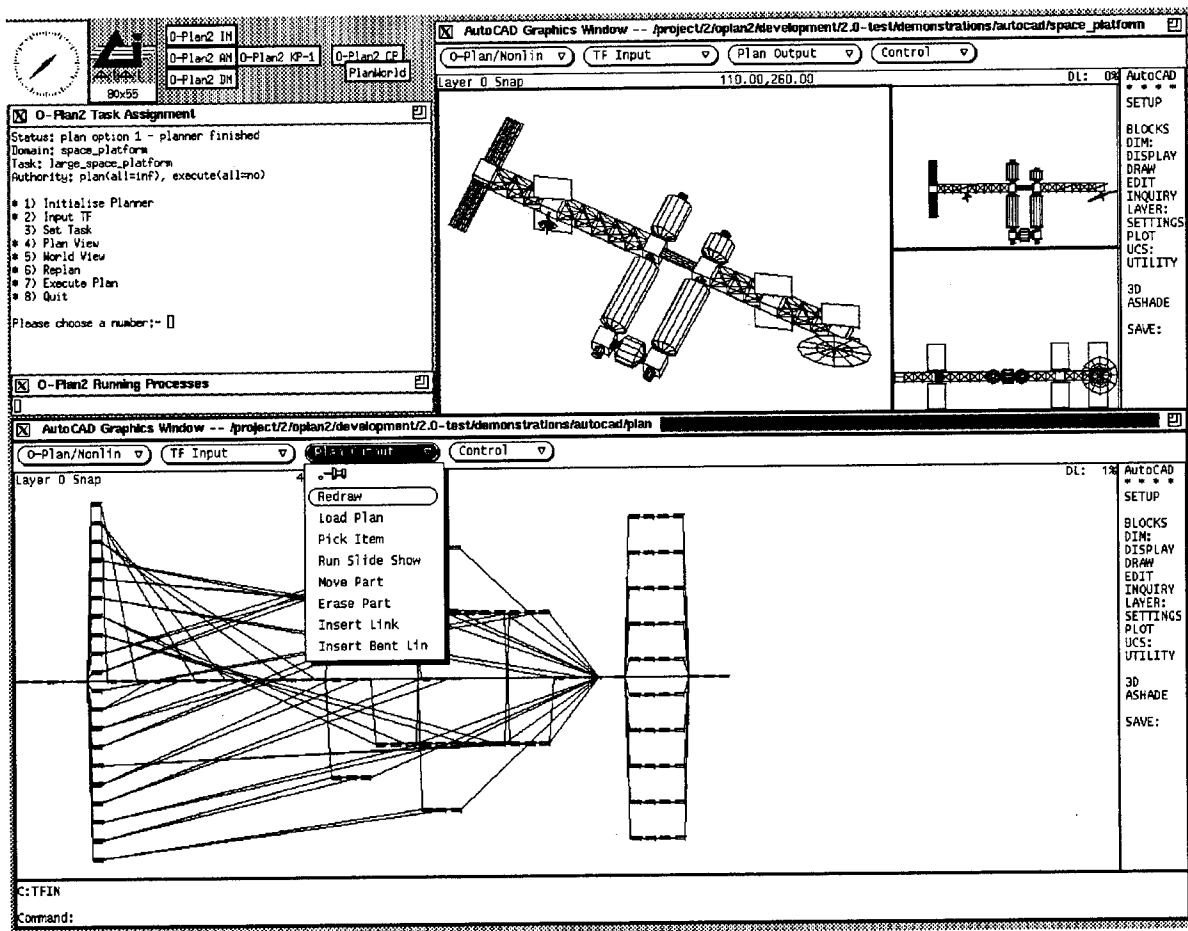 O-Plan2 IM
O-Plan2 AM
O-Plan2 KP-1
O-Plan2 CP
PlanWorld
O-Plan2 DM
80x55
O-Plan2 Task Assignment
Status: plan option 1 - planner finished
Domain: space_platform
Task: large_space_platform
Authority: plan(all=inf), execute(all=no)
* 1) Initialise Planner
* 2) Input TF
3) Set Task
* 4) Plan View
* 5) World View
* 6) Replan
* 7) Execute Plan
* 8) Quit
Please choose a number:-
O-Plan2 Running Processes
AutoCAD Graphics Window -- /project/2/oplan2/development/2.0-test/demonstrations/autocad/space_platform
O-Plan/Nonlin
TF Input
Plan Output
Control
Layer 0 Snap
110.00,260.00
DL: 0%
AutoCAD
* * * *
SETUP
BLOCKS
DIM:
DISPLAY
DRAW
EDIT
INQUIRY
LAYER:
SETTINGS
PLOT
UCS:
UTILITY
3D
ASHADE
SAVE:
AutoCAD Graphics Window -- /project/2/oplan2/development/2.0-test/demonstrations/autocad/plan
O-Plan/Nonlin
TF Input
Control
Layer 0 Snap
4
DL: 1%
Redraw
Load Plan
Pick Item
Run Slide Show
Move Part
Erase Part
Insert Link
Insert Bent Lin
AutoCAD
* * * *
SETUP
BLOCKS
DIM:
DISPLAY
DRAW
EDIT
INQUIRY
LAYER:
SETTINGS
PLOT
UCS:
UTILITY
3D
ASHADE
SAVE:
C:TFIN
Command: